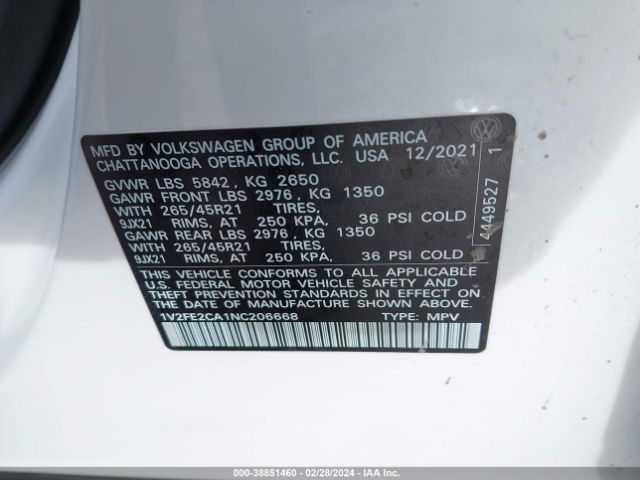 MFD BY VOLKSWAGEN GROUP OF AMERICA
CHATTANOOGA OPERATIONS, LLC. USA 12/2021
GVWR LBS 5842, KG 2650
GAWR FRONT LBS 2976, KG 1350
WITH 265/45R21 TIRES,
9JX21 RIMS, AT 250 KPA, 36 PSI COLD
GAWR REAR LBS 2976, KG 1350
WITH 265/45R21 TIRES,
9JX21 RIMS, AT 250 KPA, 36 PSI COLD
THIS VEHICLE CONFORMS TO ALL APPLICABLE
U.S. FEDERAL MOTOR VEHICLE SAFETY AND
THEFT PREVENTION STANDARDS IN EFFECT ON
THE DATE OF MANUFACTURE SHOWN ABOVE.
1V2FE2CA1NC206668 TYPE: MPV
4449527 1
000-38851460 - 02/28/2024 - IAA Inc.